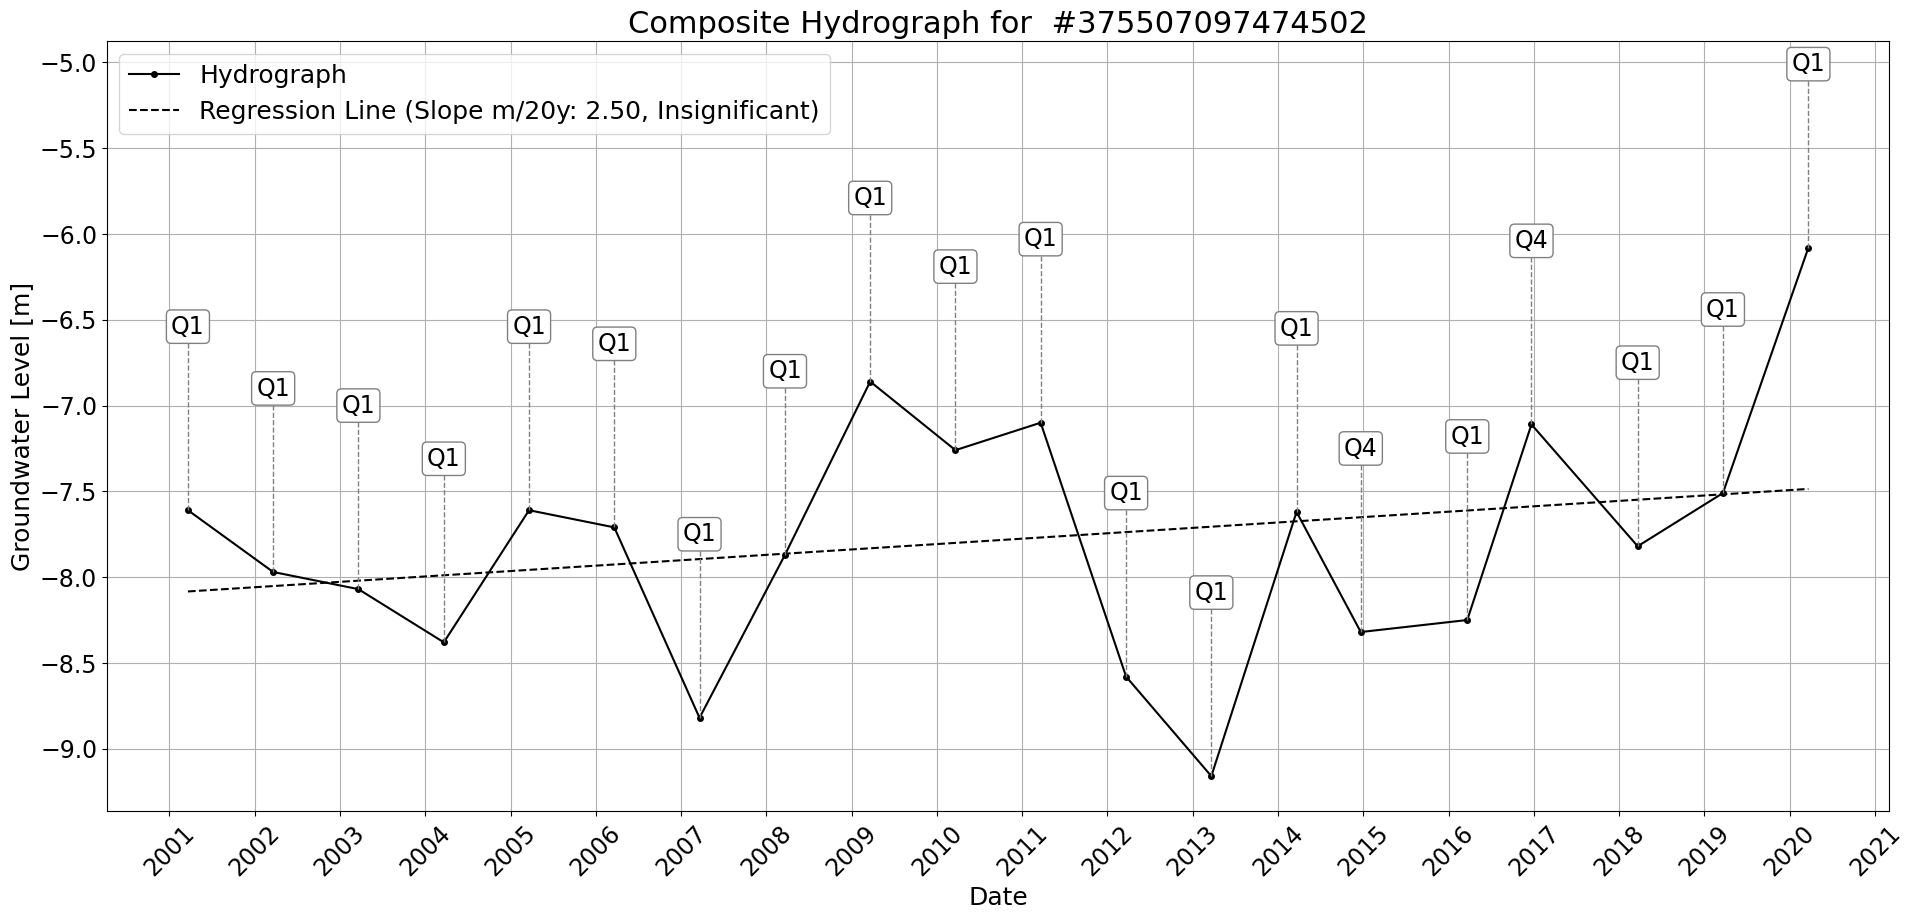 Composite Hydrograph for  #375507097474502
Hydrograph
Regression Line (Slope m/20y: 2.50, Insignificant)
Groundwater Level [m]
−5.0
−5.5
−6.0
−6.5
−7.0
−7.5
−8.0
−8.5
−9.0
Q1
Q1
Q1
Q1
Q1
Q1
Q1
Q1
Q1
Q1
Q1
Q1
Q1
Q1
Q4
Q1
Q4
Q1
Q1
Q1
2001
2002
2003
2004
2005
2006
2007
2008
2009
2010
2011
2012
2013
2014
2015
2016
2017
2018
2019
2020
2021
Date